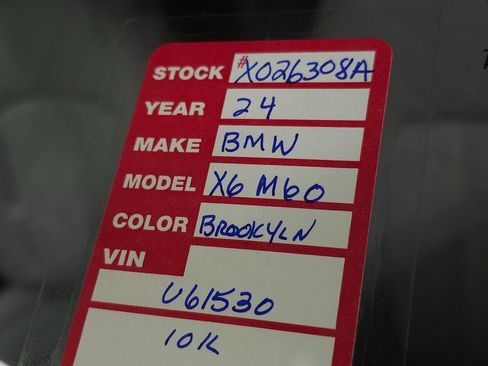 STOCK #X026308A
YEAR 24
MAKE BMW
MODEL X6 M60
COLOR BROOKYLN
VIN
U61530
10K